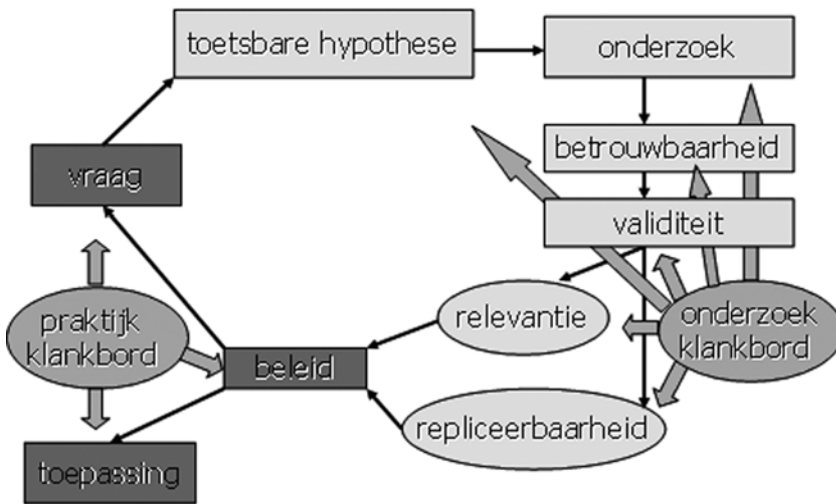 toetsbare hypothese
onderzoek
betrouwbaarheid
vraag
validiteit
relevantie
praktijk
klankbord
onderzoek
klankbord
beleid
repliceerbaarheid
toepassing